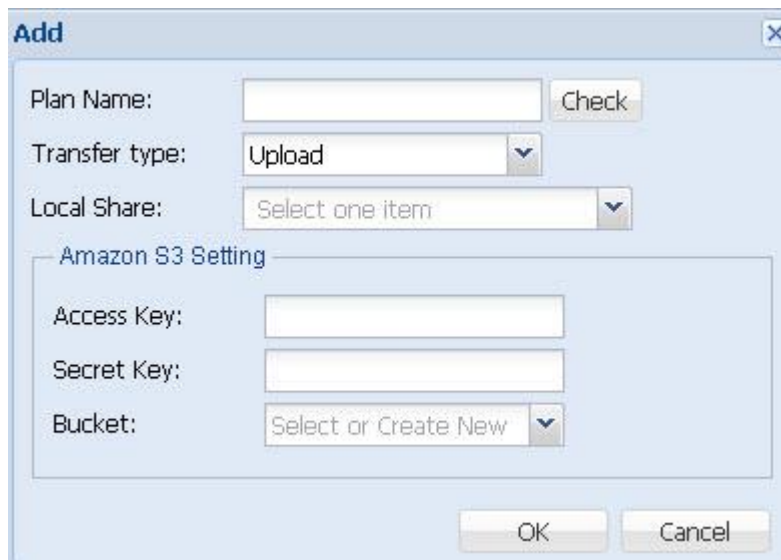 Add
Plan Name:
Check
Transfer type:
Upload
Local Share:
Select one item
Amazon S3 Setting
Access Key:
Secret Key:
Bucket:
Select or Create New
OK
Cancel